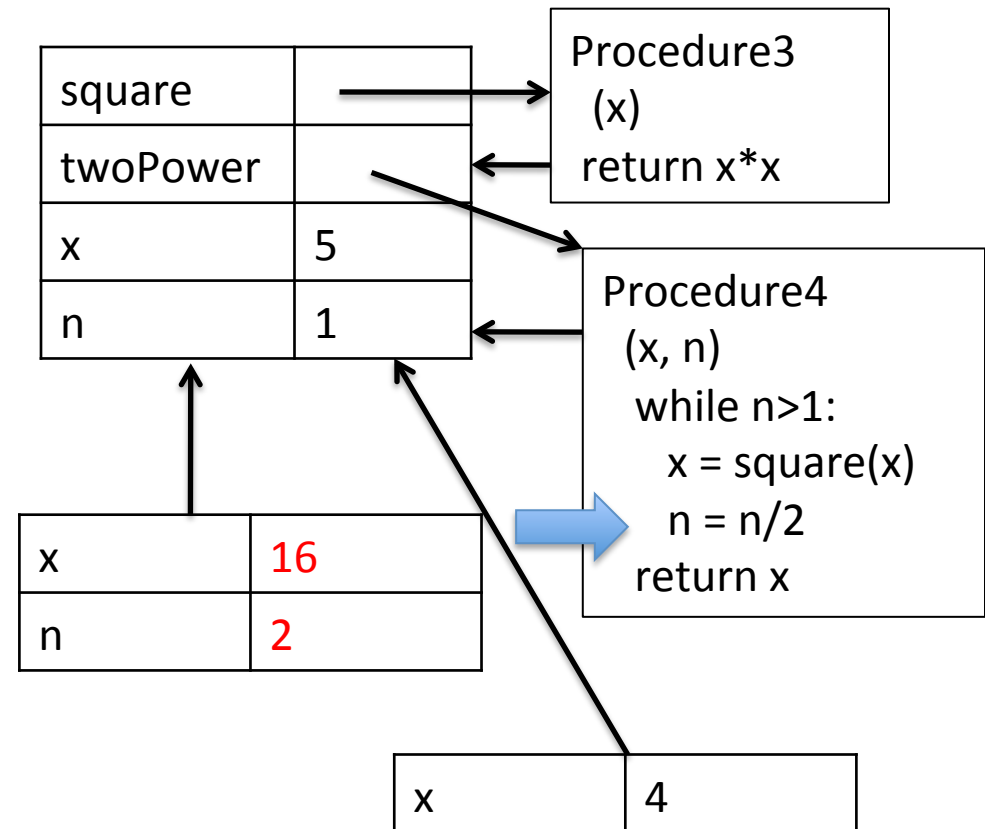 square
twoPower
x 5
n 1
Procedure3
(x)
return x*x
Procedure4
(x, n)
while n>1:
x = square(x)
n = n/2
return x
x 16
n 2
x 4